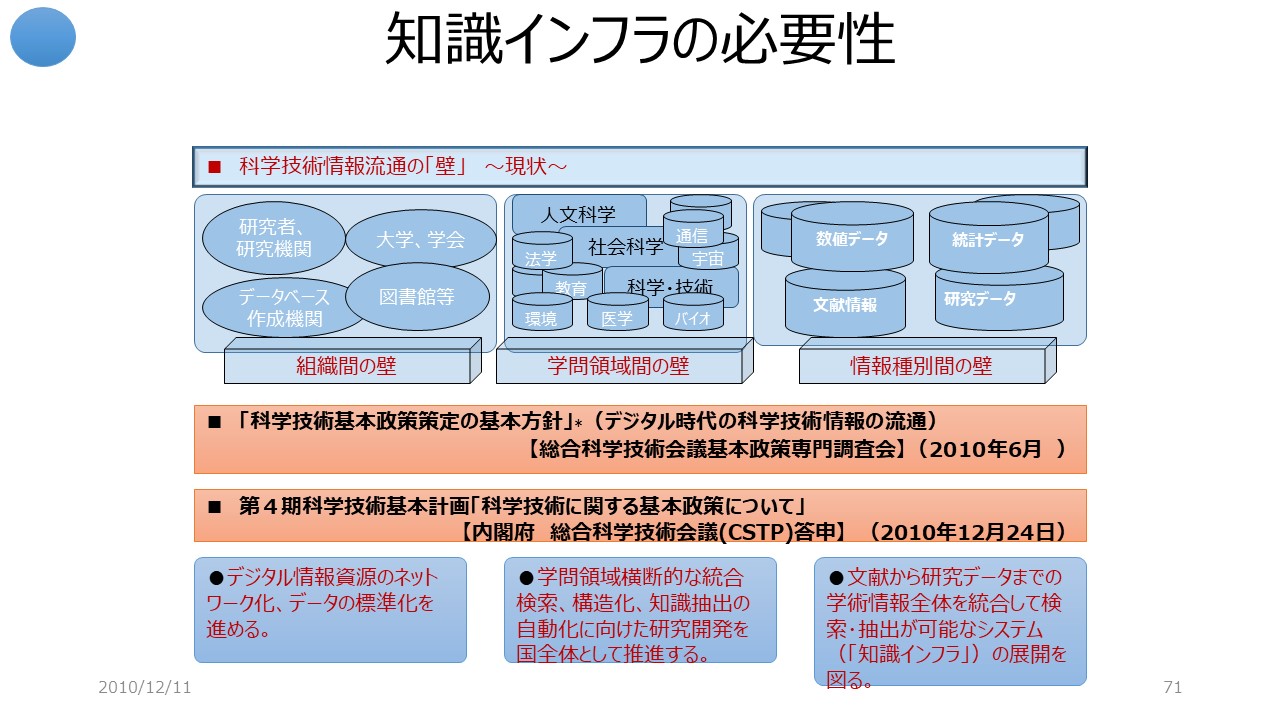 知識インフラの必要性
■ 科学技術情報流通の「壁」 ～現状～
研究者、
研究機関
大学、学会
データベース
作成機関
図書館等
人文科学
社会科学
科学・技術
通信
宇宙
法学
教育
環境
医学
バイオ
数値データ
統計データ
文献情報
研究データ
組織間の壁
学問領域間の壁
情報種別間の壁
■ 「科学技術基本政策策定の基本方針」*（デジタル時代の科学技術情報の流通）
【総合科学技術会議基本政策専門調査会】（2010年6月 ）
■ 第４期科学技術基本計画「科学技術に関する基本政策について」
【内閣府 総合科学技術会議(CSTP)答申】 （2010年12月24日）
●デジタル情報資源のネット
ワーク化、データの標準化を
進める。
●学問領域横断的な統合
検索、構造化、知識抽出の
自動化に向けた研究開発を
国全体として推進する。
●文献から研究データまでの
学術情報全体を統合して検
索・抽出が可能なシステム
（「知識インフラ」）の展開を
図る。
2010/12/11
71